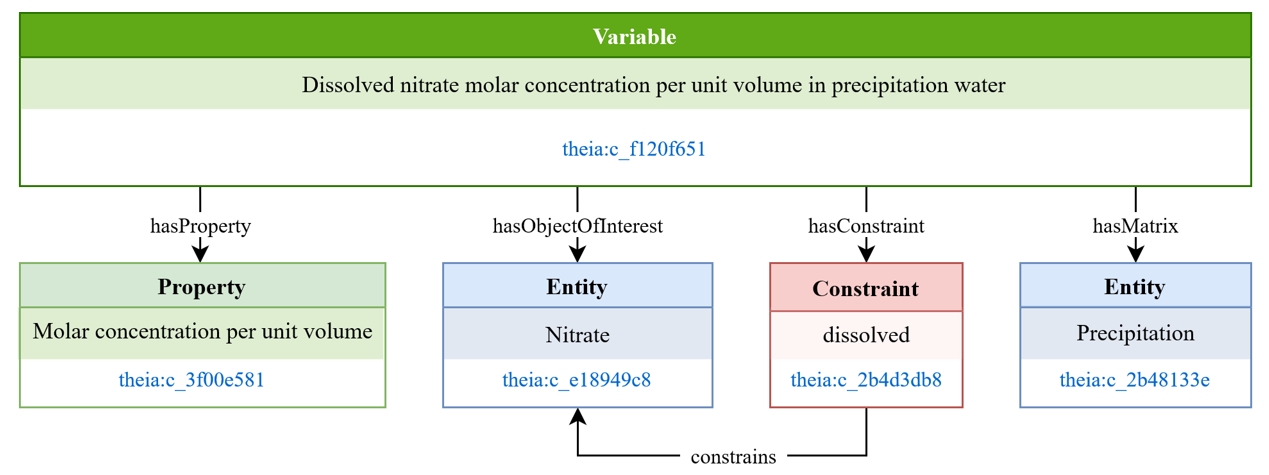 Variable
Dissolved nitrate molar concentration per unit volume in precipitation water
theia:c_f120f651
hasProperty
hasObjectOfInterest
hasConstraint
hasMatrix
Property
Entity
Constraint
Entity
Molar concentration per unit volume
Nitrate
dissolved
Precipitation
theia:c_3f00e581
theia:c_e18949c8
theia:c_2b4d3db8
theia:c_2b48133e
constrains